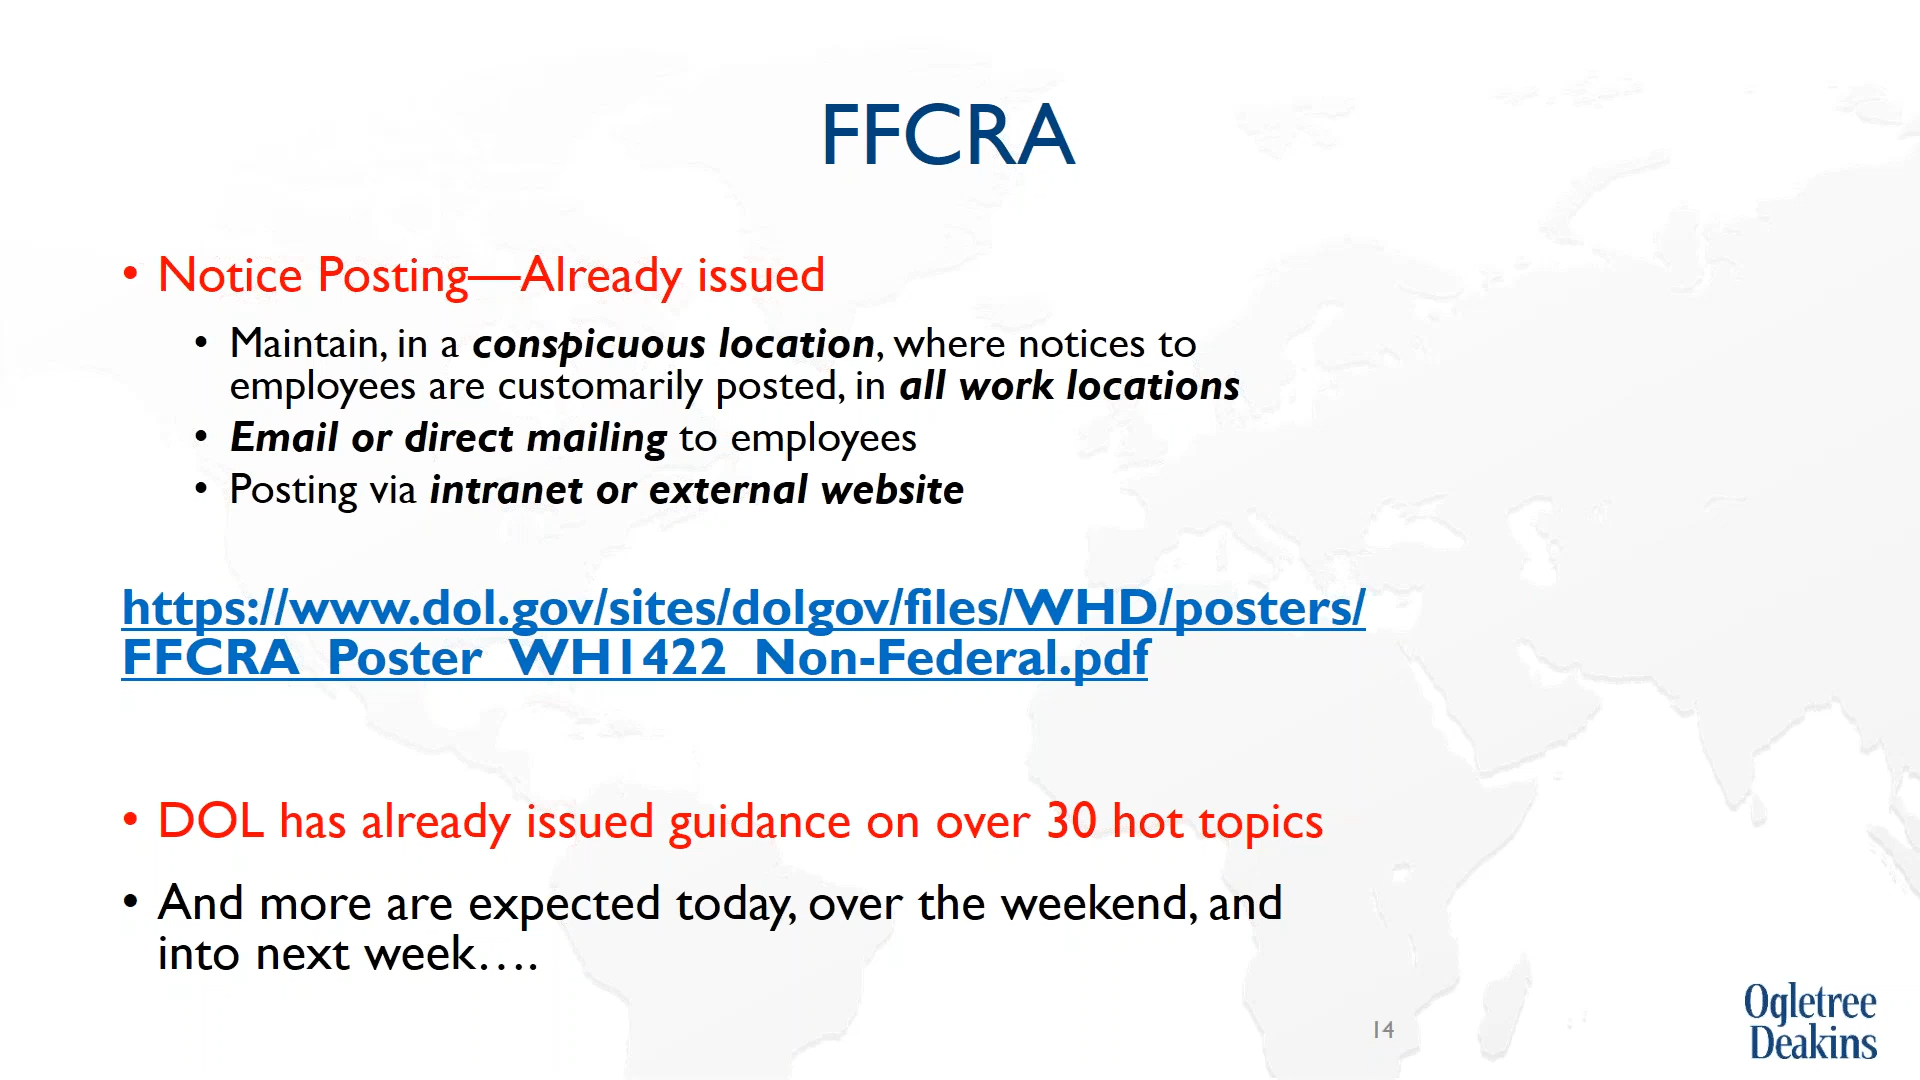 FFCRA
• Notice Posting—Already issued
• Maintain, in a conspicuous location, where notices to
employees are customarily posted, in all work locations
• Email or direct mailing to employees
• Posting via intranet or external website
https://www.dol.gov/sites/dolgov/files/WHD/posters/
FFCRA_Poster_WH1422_Non-Federal.pdf
• DOL has already issued guidance on over 30 hot topics
• And more are expected today, over the weekend, and
into next week….
14
Ogletree
Deakins